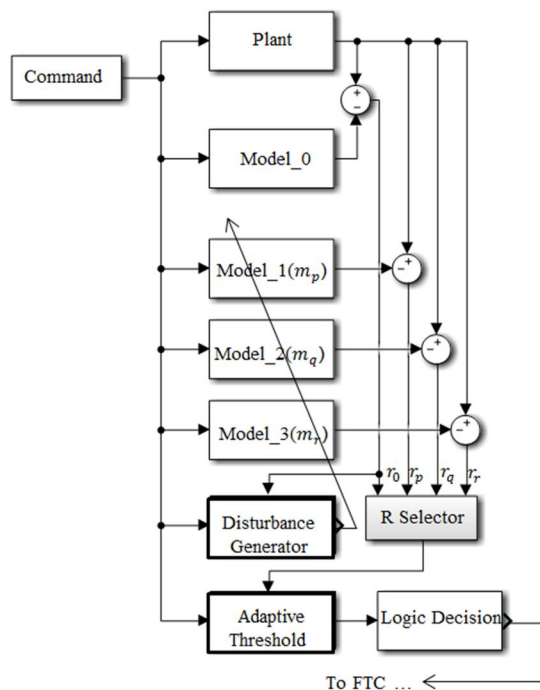 Plant
Command
+
−
Model_0
Model_1(m_p)
− +
Model_2(m_q)
− +
Model_3(m_r)
− +
r_0 r_p r_q r_r
Disturbance
Generator
R Selector
Adaptive
Threshold
Logic Decision
To FTC ...